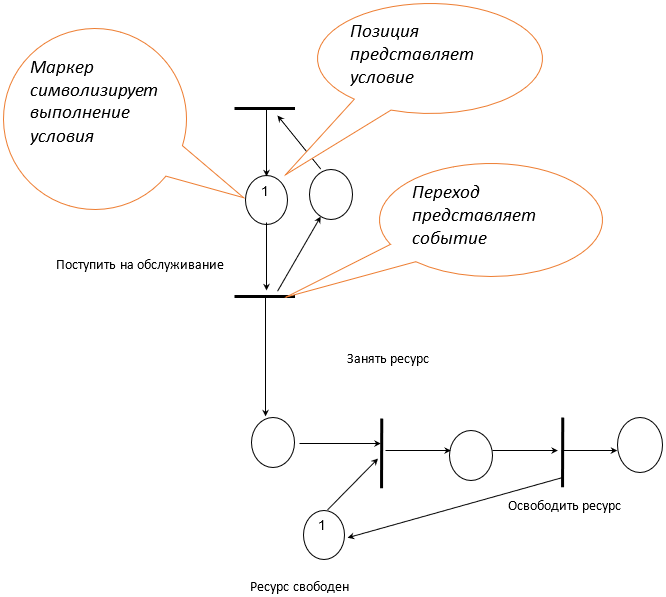 Позиция
представляет
условие
Маркер
символизирует
выполнение
условия
1
Переход
представляет
событие
Поступить на обслуживание
Занять ресурс
Освободить ресурс
1
Ресурс свободен